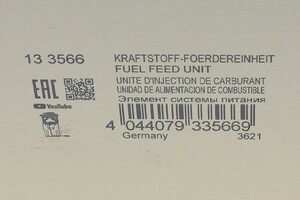 13 3566
KRAFTSTOFF-FOERDEREINHEIT
FUEL FEED UNIT
UNITE D'INJECTION DE CARBURANT
UNIDAD DE ALIMENTACION DE COMBUSTIBLE
Элемент системы питания
EAC
YouTube
4 044079 335669
Germany 3621